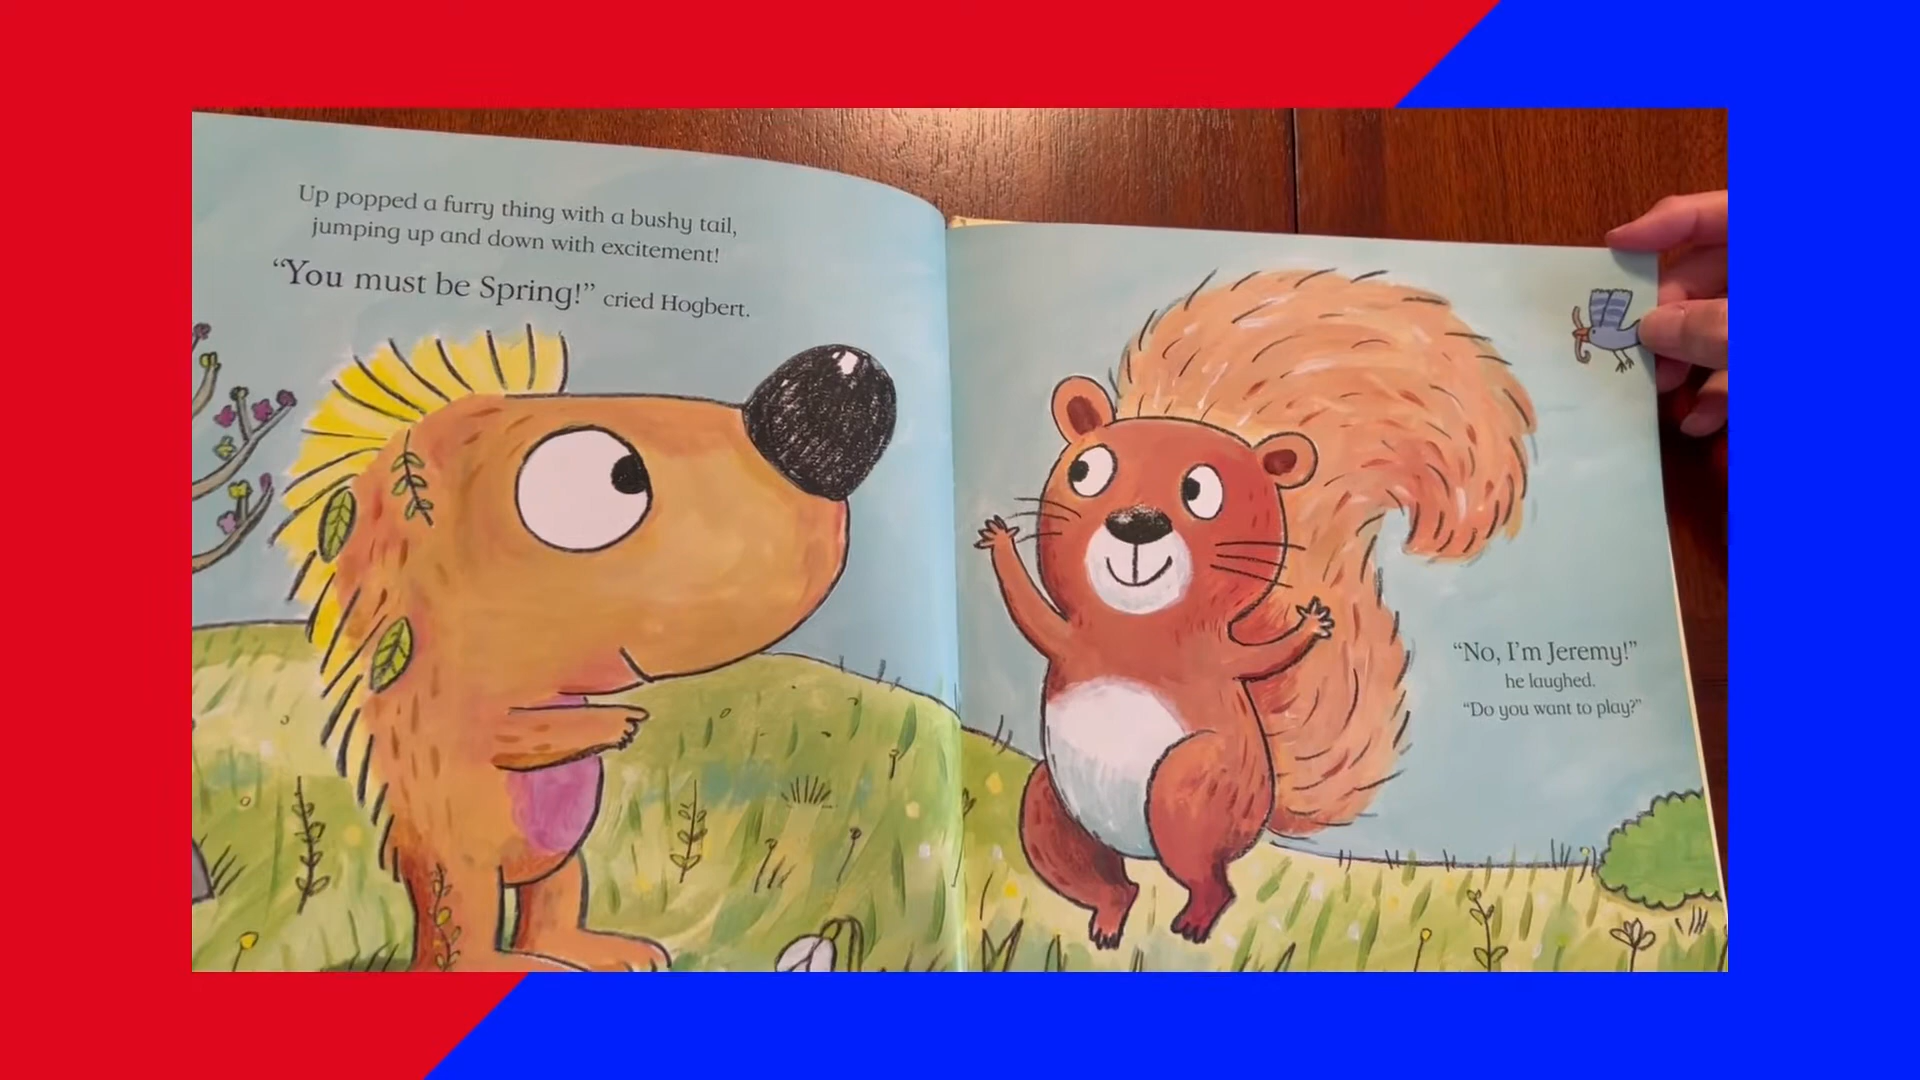 Up popped a furry thing with a bushy tail,
jumping up and down with excitement!
“You must be Spring!” cried Hogbert.
“No, I’m Jeremy!”
he laughed.
“Do you want to play?”